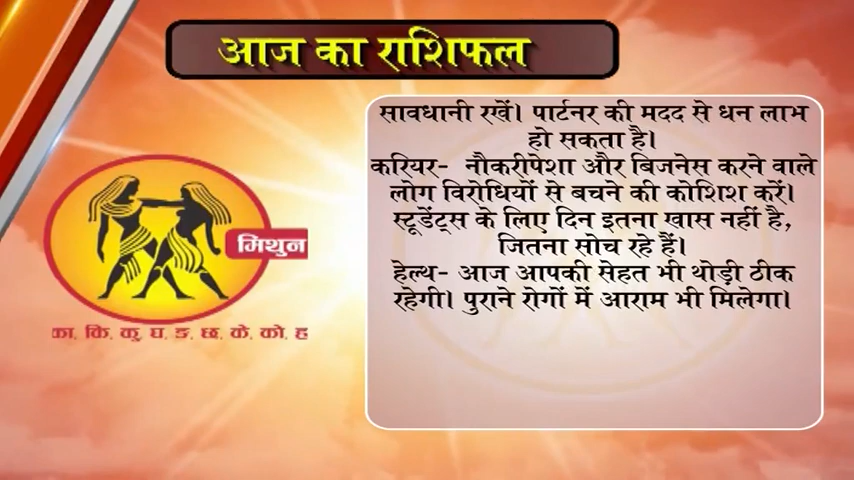 आज का राशिफल
सावधानी रखें। पार्टनर की मदद से धन लाभ
हो सकता है।
करियर- नौकरीपेशा और बिजनेस करने वाले
लोग विरोधियों से बचने की कोशिश करें।
स्टूडेंट्स के लिए दिन इतना खास नहीं है,
जितना सोच रहे हैं।
हेल्थ- आज आपकी सेहत भी थोड़ी ठीक
रहेगी। पुराने रोगों में आराम भी मिलेगा।
मिथुन
का, कि, कु, घ, ङ, छ, के, को, ह